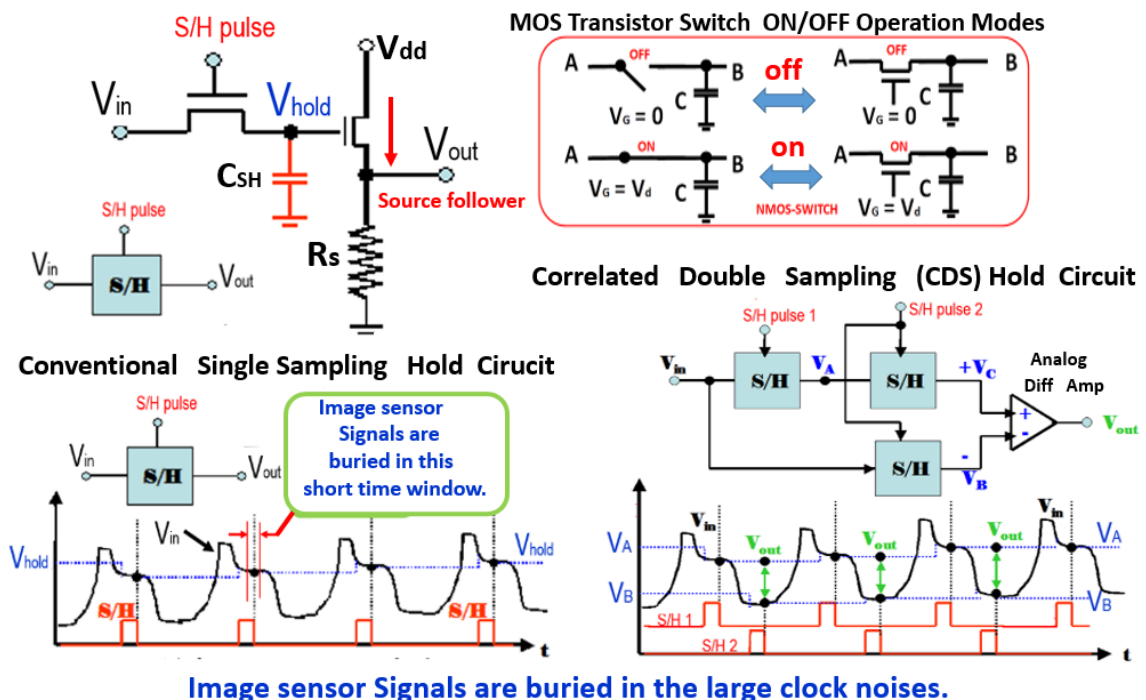 S/H pulse
Vdd
Vin
Vhold
Vout
CSH
Source follower
Rs
S/H pulse
Vin
S/H
Vout
MOS Transistor Switch ON/OFF Operation Modes
A
OFF
B
off
A
OFF
B
C
C
VG = 0
VG = 0
A
ON
B
on
A
ON
B
VG = Vd
C
NMOS-SWITCH
VG = Vd
C
Conventional Single Sampling Hold Cirucit
S/H pulse
Vin
S/H
Vout
Image sensor
Signals are
buried in this
short time window.
Vin
Vhold
Vhold
S/H
S/H
t
Correlated Double Sampling (CDS) Hold Circuit
S/H pulse 1
S/H pulse 2
Vin
S/H
VA
S/H
+VC
Analog
Diff Amp
+
-
Vout
S/H
-
VB
Vin
Vin
VA
Vout
Vout
Vout
VA
VB
VB
S/H 1
S/H 2
t
Image sensor Signals are buried in the large clock noises.